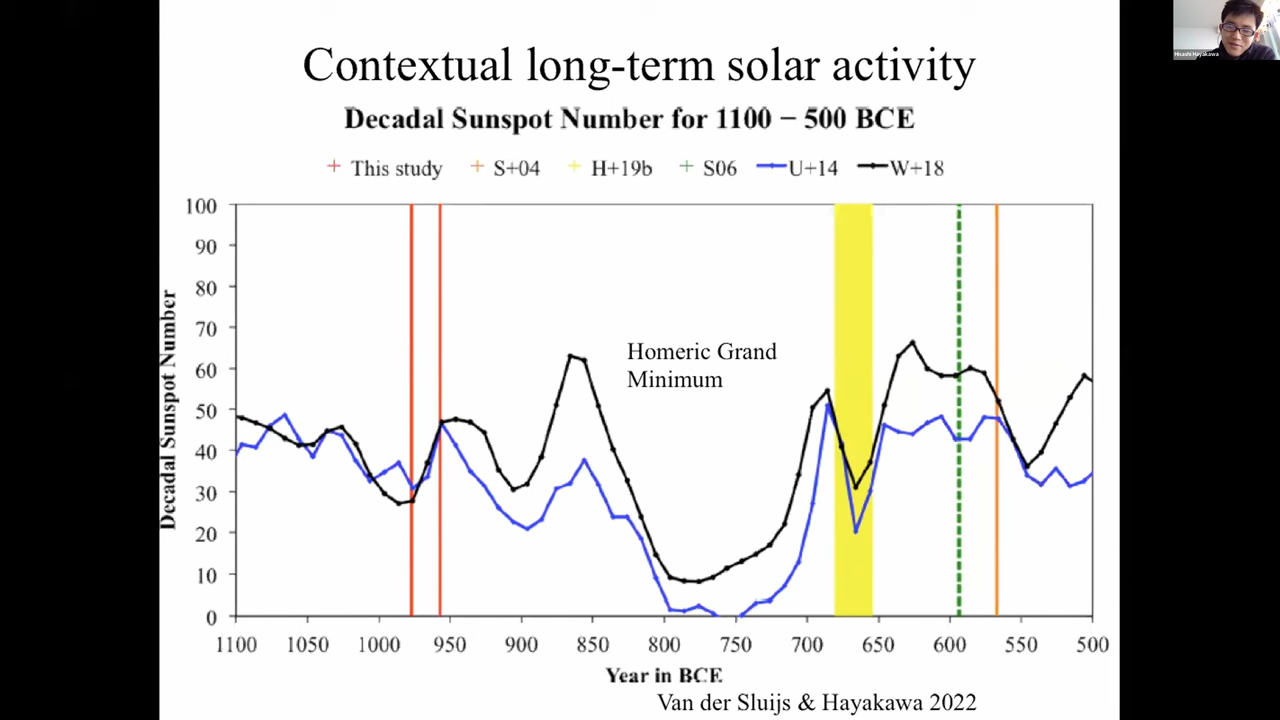 Contextual long-term solar activity
Hisashi Hayakawa
Decadal Sunspot Number for 1100 − 500 BCE
This study S+04 H+19b S06 U+14 W+18
100
90
80
70
60
50
40
30
20
10
0
Decadal Sunspot Number
Homeric Grand
Minimum
1100 1050 1000 950 900 850 800 750 700 650 600 550 500
Year in BCE
Van der Sluijs & Hayakawa 2022